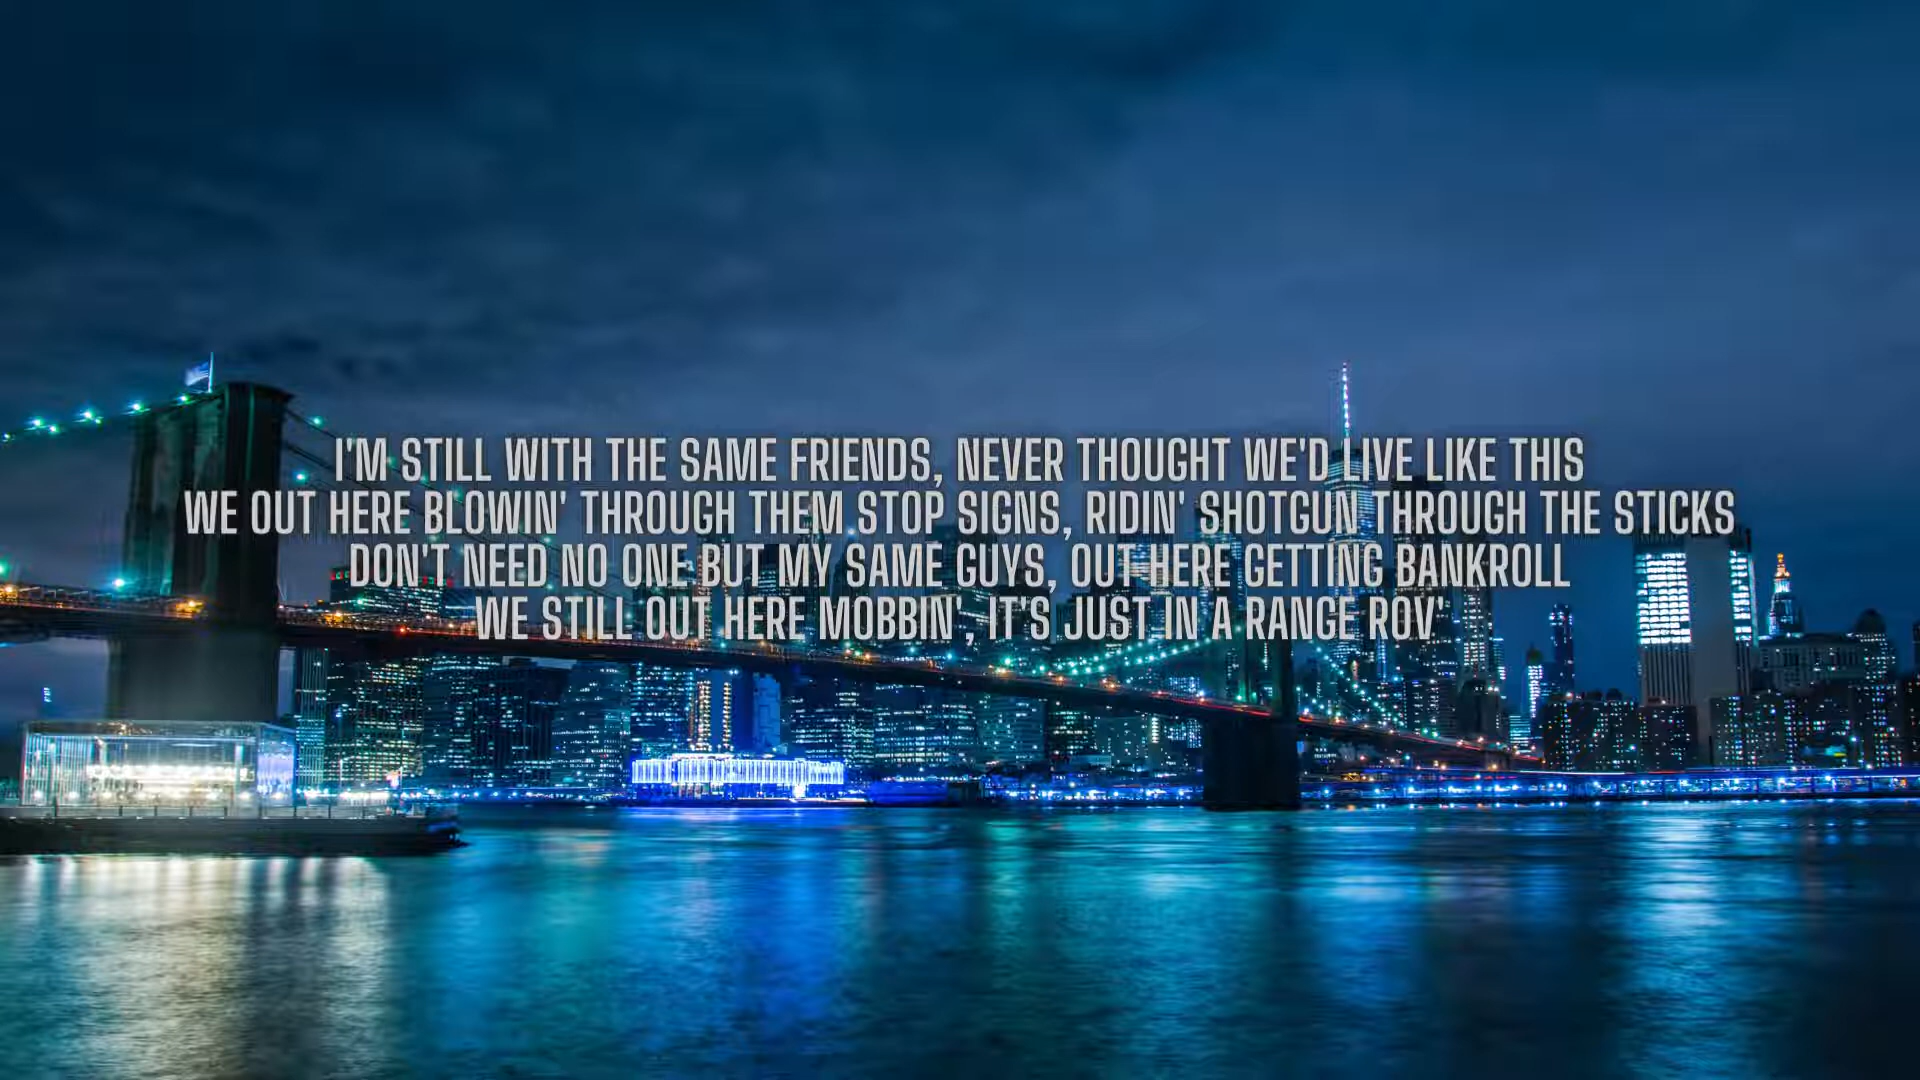 I'M STILL WITH THE SAME FRIENDS, NEVER THOUGHT WE'D LIVE LIKE THIS
WE OUT HERE BLOWIN' THROUGH THEM STOP SIGNS, RIDIN' SHOTGUN THROUGH THE STICKS
DON'T NEED NO ONE BUT MY SAME GUYS, OUT HERE GETTING BANKROLL
WE STILL OUT HERE MOBBIN', IT'S JUST IN A RANGE ROV'